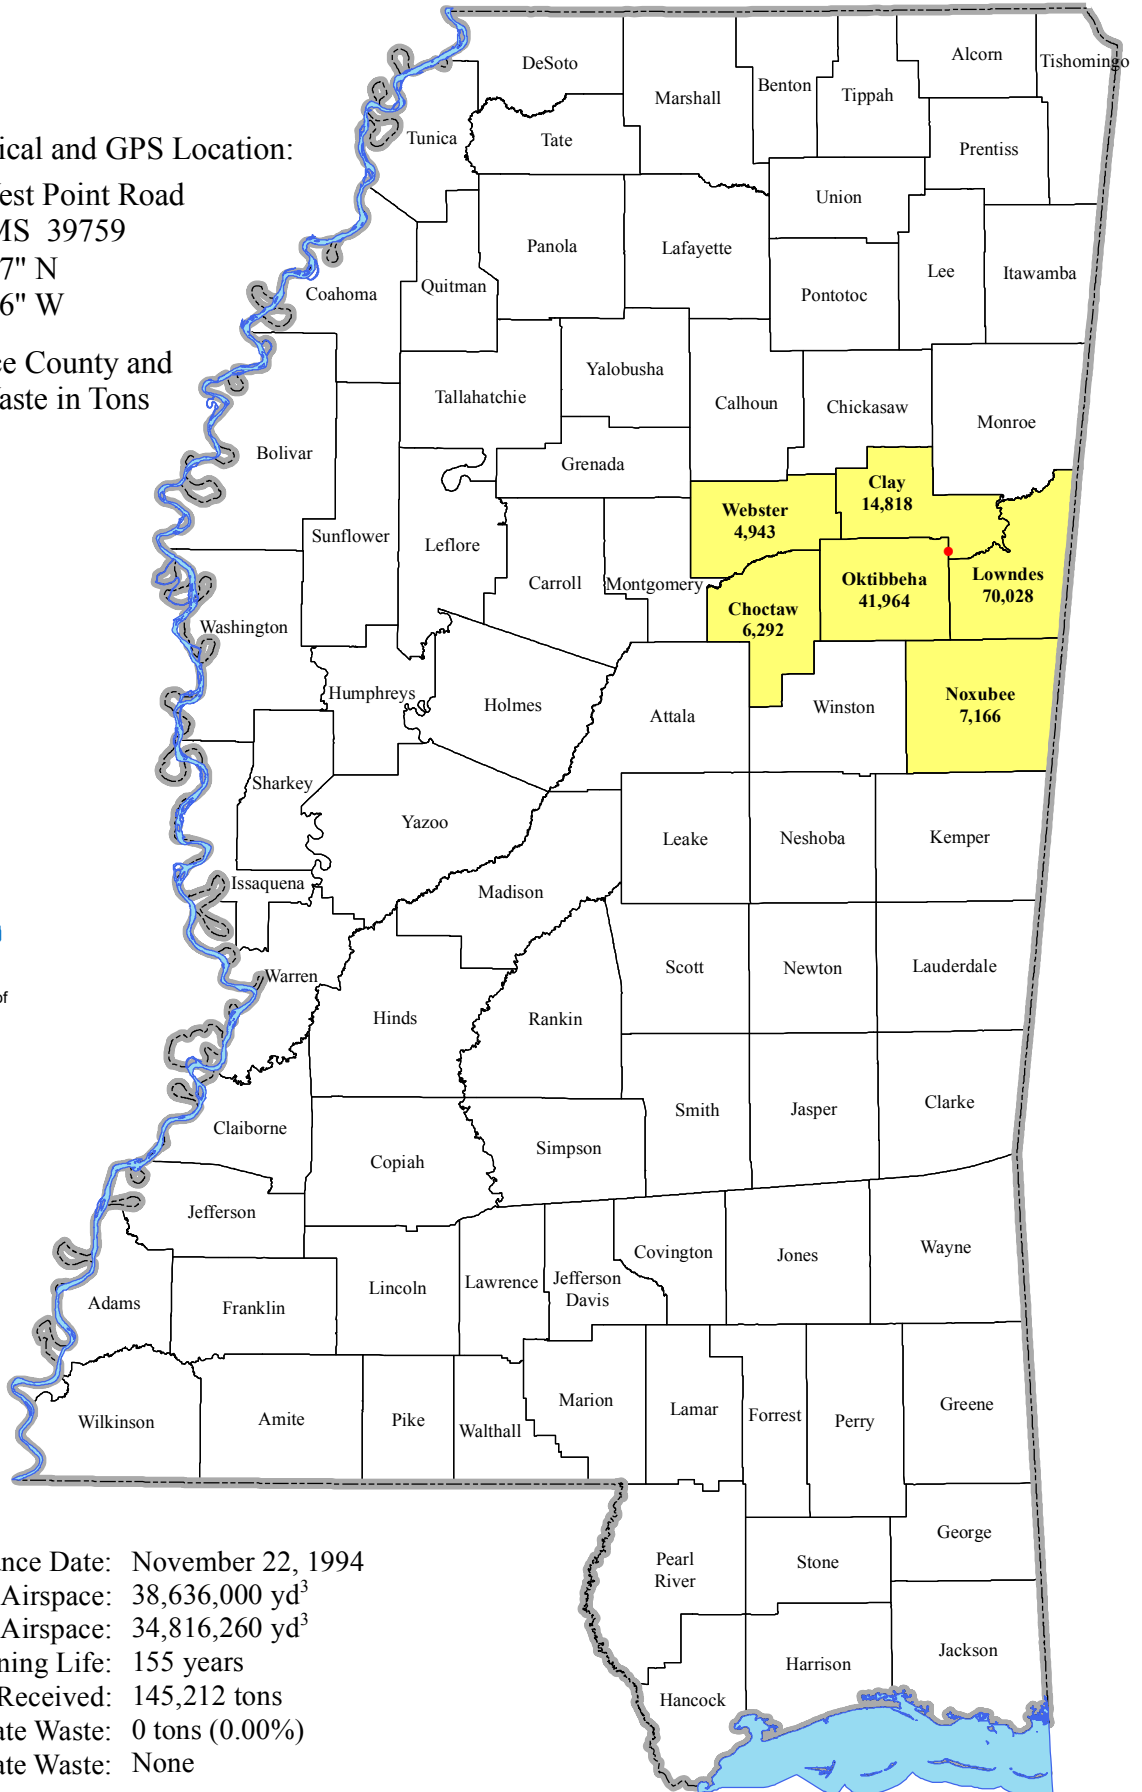 ical and GPS Location:
est Point Road
MS 39759
7" N
6" W
ce County and
aste in Tons
of
DeSoto
Marshall
Benton
Tippah
Alcorn
Tishomingo
Tunica
Tate
Prentiss
Union
Panola
Lafayette
Lee
Itawamba
Coahoma
Quitman
Pontotoc
Yalobusha
Tallahatchie
Calhoun
Chickasaw
Monroe
Bolivar
Grenada
Clay
14,818
Webster
4,943
Sunflower
Leflore
Carroll
Montgomery
Oktibbeha
41,964
Lowndes
70,028
Choctaw
6,292
Washington
Humphreys
Holmes
Attala
Winston
Noxubee
7,166
Sharkey
Yazoo
Leake
Neshoba
Kemper
Issaquena
Madison
Warren
Scott
Newton
Lauderdale
Hinds
Rankin
Smith
Jasper
Clarke
Claiborne
Copiah
Simpson
Jefferson
Covington
Jones
Wayne
Adams
Franklin
Lincoln
Lawrence
Jefferson
Davis
Wilkinson
Amite
Pike
Walthall
Marion
Lamar
Forrest
Perry
Greene
Pearl
River
Stone
George
Hancock
Harrison
Jackson
nce Date: November 22, 1994
Airspace: 38,636,000 yd³
Airspace: 34,816,260 yd³
ning Life: 155 years
Received: 145,212 tons
ate Waste: 0 tons (0.00%)
ate Waste: None